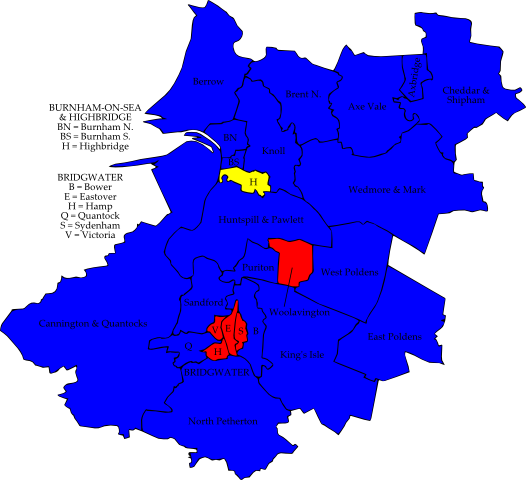 Berrow
Brent N.
Axe Vale
Axbridge
Cheddar &
Shipham
BURNHAM-ON-SEA
& HIGHBRIDGE
BN = Burnham N.
BS = Burnham S.
H = Highbridge
BN
BS
Knoll
H
BRIDGWATER
B = Bower
E = Eastover
H = Hamp
Q = Quantock
S = Sydenham
V = Victoria
Wedmore & Mark
Huntspill & Pawlett
Puriton
West Poldens
Woolavington
Sandford
Cannington & Quantocks
V
E
S
B
Q
H
East Poldens
King's Isle
BRIDGWATER
North Petherton